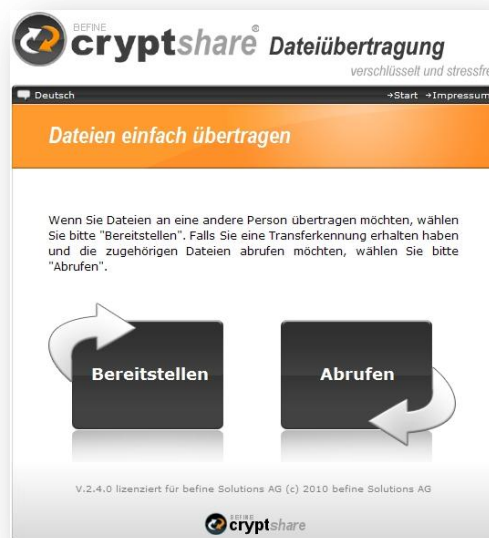 BEFINE
cryptshare® Dateiübertragung
verschlüsselt und stressfre
Deutsch →Start →Impressum
Dateien einfach übertragen
Wenn Sie Dateien an eine andere Person übertragen möchten, wählen
Sie bitte "Bereitstellen". Falls Sie eine Transferkennung erhalten haben
und die zugehörigen Dateien abrufen möchten, wählen Sie bitte
"Abrufen".
Bereitstellen Abrufen
V.2.4.0 lizenziert für befine Solutions AG (c) 2010 befine Solutions AG
BEFINE
cryptshare